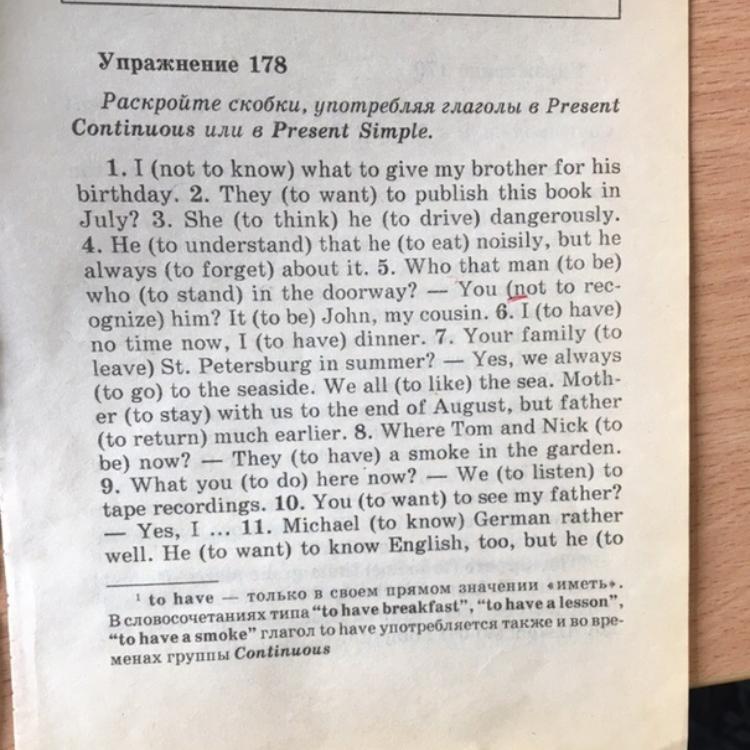 Упражнение 178
Раскройте скобки, употребляя глаголы в Present
Continuous или в Present Simple.
1. I (not to know) what to give my brother for his
birthday. 2. They (to want) to publish this book in
July? 3. She (to think) he (to drive) dangerously.
4. He (to understand) that he (to eat) noisily, but he
always (to forget) about it. 5. Who that man (to be)
who (to stand) in the doorway? — You (not to rec-
ognize) him? It (to be) John, my cousin. 6. I (to have)
no time now, I (to have) dinner. 7. Your family (to
leave) St. Petersburg in summer? — Yes, we always
(to go) to the seaside. We all (to like) the sea. Moth-
er (to stay) with us to the end of August, but father
(to return) much earlier. 8. Where Tom and Nick (to
be) now? — They (to have) a smoke in the garden.
9. What you (to do) here now? — We (to listen) to
tape recordings. 10. You (to want) to see my father?
— Yes, I ... 11. Michael (to know) German rather
well. He (to want) to know English, too, but he (to
¹ to have — только в своем прямом значении «иметь».
В словосочетаниях типа “to have breakfast”, “to have a lesson”,
“to have a smoke” глагол to have употребляется также и во вре-
менах группы Continuous